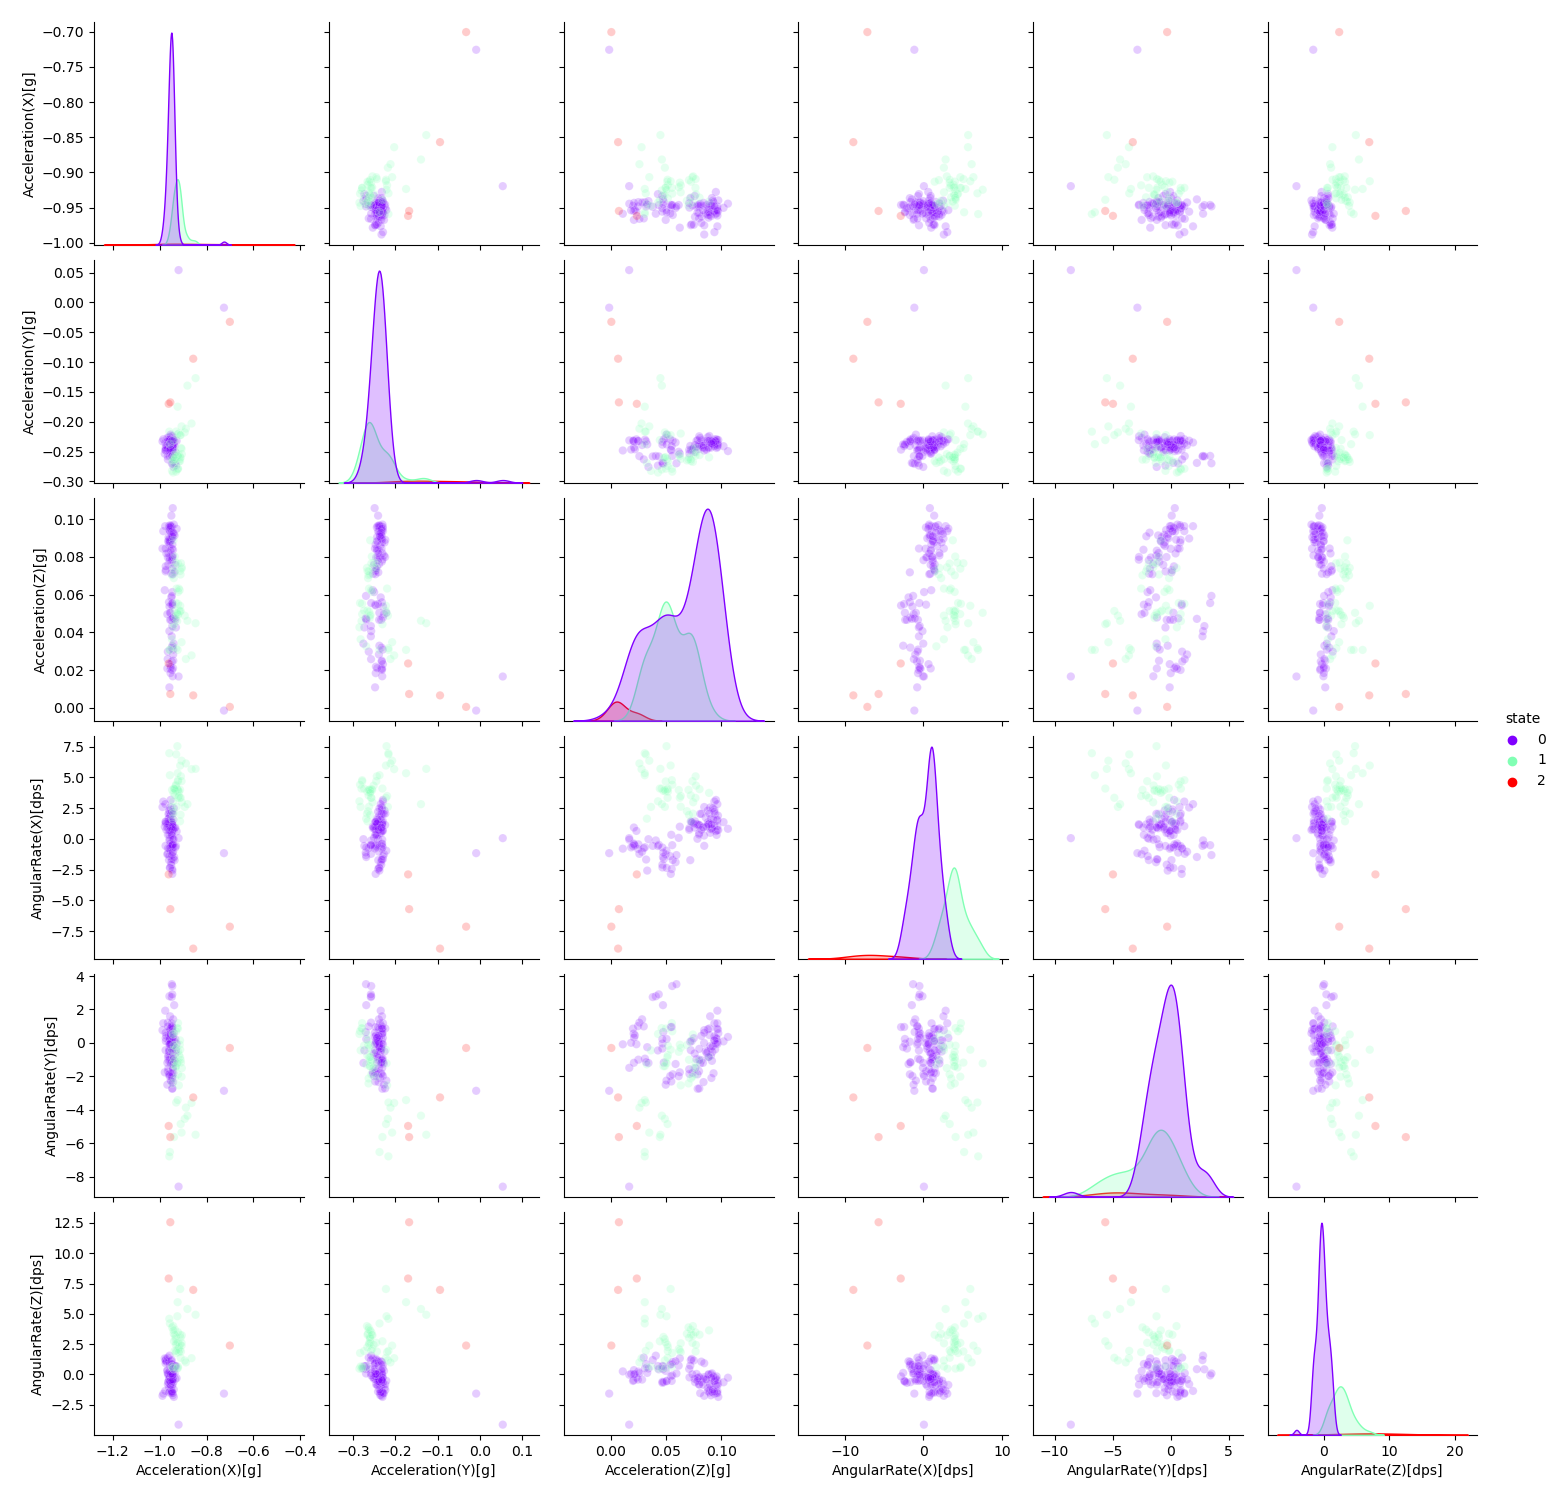 −0.70
−0.75
−0.80
−0.85
−0.90
−0.95
−1.00
Acceleration(X)[g]
0.05
0.00
−0.05
−0.10
−0.15
−0.20
−0.25
−0.30
Acceleration(Y)[g]
0.10
0.08
0.06
0.04
0.02
0.00
Acceleration(Z)[g]
state
0
1
2
7.5
5.0
2.5
0.0
−2.5
−5.0
−7.5
AngularRate(X)[dps]
4
2
0
−2
−4
−6
−8
AngularRate(Y)[dps]
12.5
10.0
7.5
5.0
2.5
0.0
−2.5
AngularRate(Z)[dps]
−1.2 −1.0 −0.8 −0.6 −0.4
−0.3 −0.2 −0.1 0.0 0.1
0.00 0.05 0.10
−10 0 10
−10 −5 0 5
0 10 20
Acceleration(X)[g]
Acceleration(Y)[g]
Acceleration(Z)[g]
AngularRate(X)[dps]
AngularRate(Y)[dps]
AngularRate(Z)[dps]